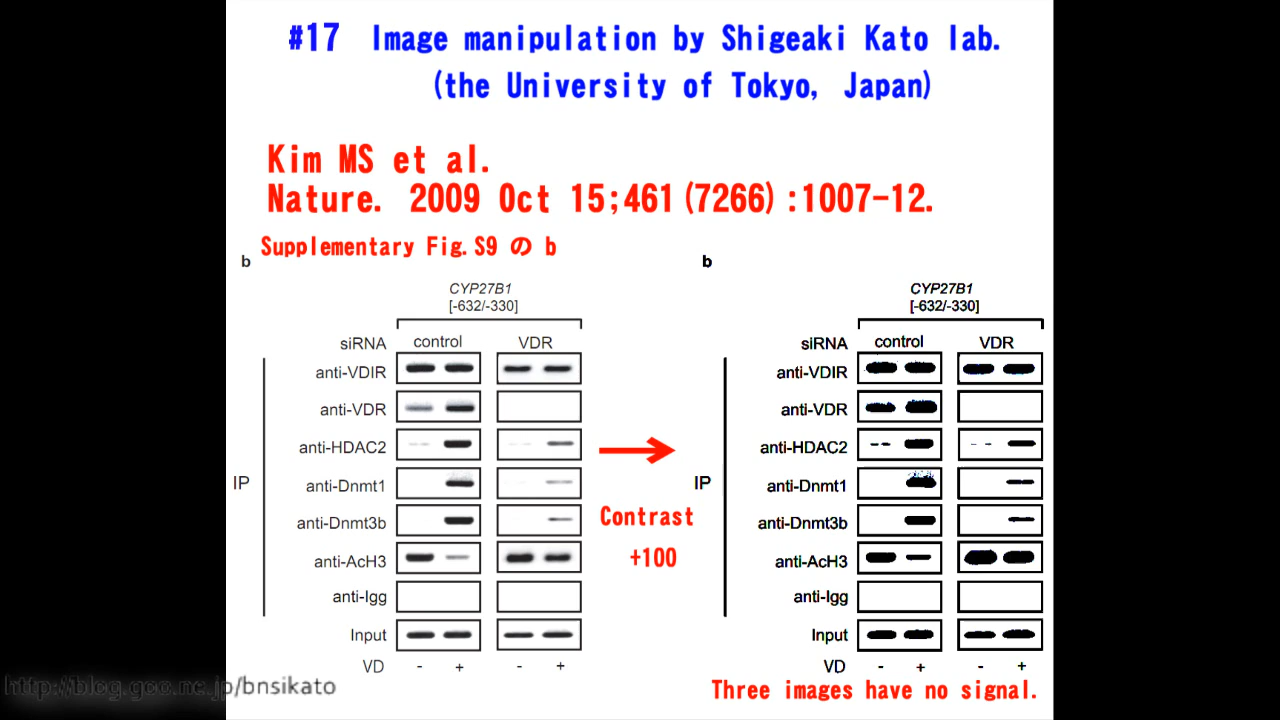 #17 Image manipulation by Shigeaki Kato lab.
(the University of Tokyo, Japan)
Kim MS et al.
Nature. 2009 Oct 15;461(7266):1007-12.
Supplementary Fig.S9 の b
b
CYP27B1
[-632/-330]
siRNA control VDR
anti-VDIR
anti-VDR
anti-HDAC2
anti-Dnmt1
IP
anti-Dnmt3b
anti-AcH3
anti-Igg
Input
VD - + - +
Contrast
+100
b
CYP27B1
[-632/-330]
siRNA control VDR
anti-VDIR
anti-VDR
anti-HDAC2
anti-Dnmt1
IP
anti-Dnmt3b
anti-AcH3
anti-Igg
Input
VD - + - +
Three images have no signal.
http://blog.goo.ne.jp/bnsikato